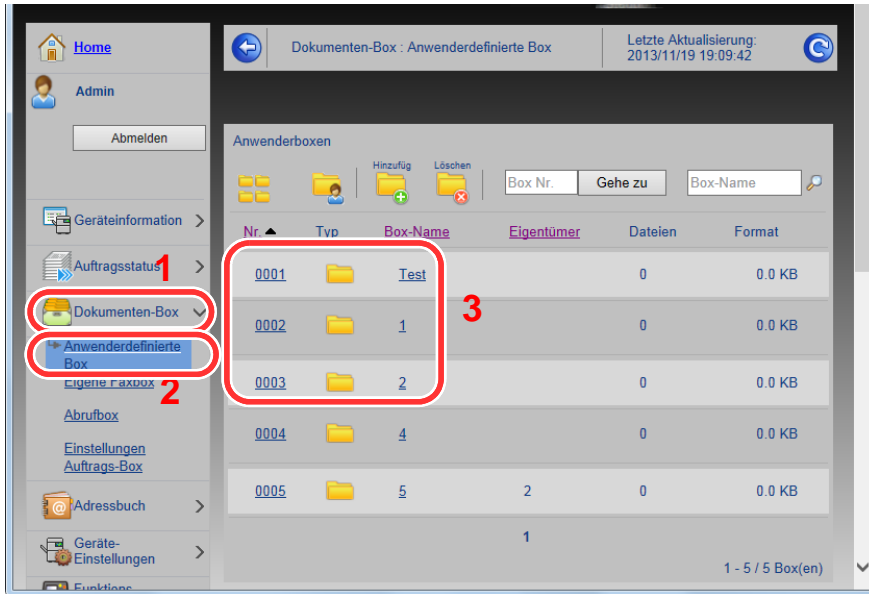 Home
Dokumenten-Box : Anwenderdefinierte Box
Letzte Aktualisierung:
2013/11/19 19:09:42
Admin
Abmelden
Anwenderboxen
Hinzufüg
Löschen
Box Nr.
Gehe zu
Box-Name
Geräteinformation
Nr. Typ Box-Name Eigentümer Dateien Format
Auftragsstatus
1
0001 Test 0 0.0 KB
3
Dokumenten-Box
0002 1 0 0.0 KB
Anwenderdefinierte
Box
2
Eigene Faxbox
0003 2 0 0.0 KB
Abrufbox
0004 4 0 0.0 KB
Einstellungen
Auftrags-Box
0005 5 2 0 0.0 KB
Adressbuch
1
Geräte-
Einstellungen
1 - 5 / 5 Box(en)
Funktions